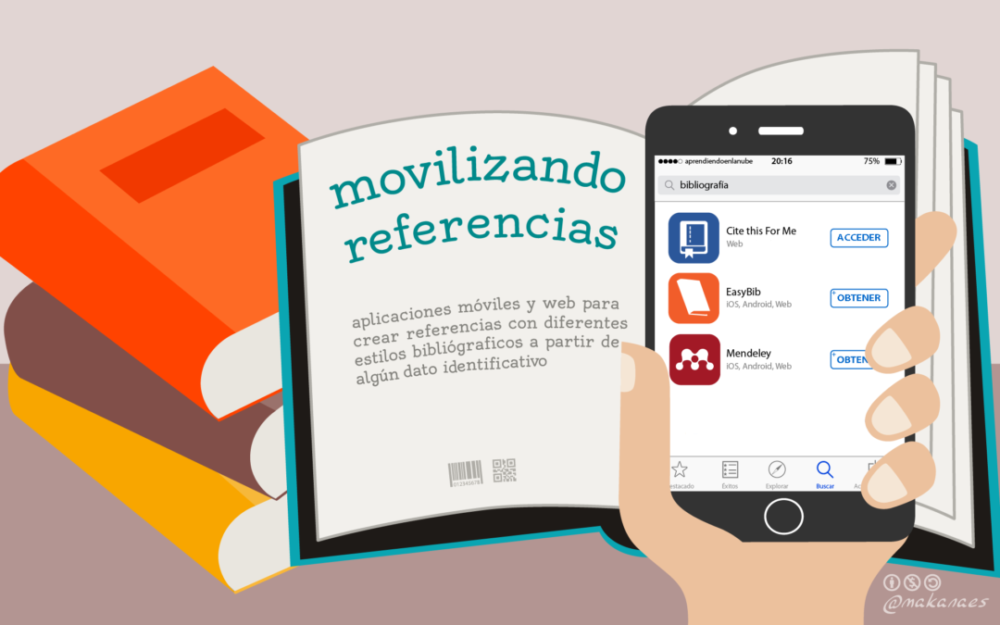 movilizando
referencias
aplicaciones móviles y web para
crear referencias con diferentes
estilos bibliógraficos a partir de
algún dato identificativo
012345678
aprendiendoenlanube 20:16 75%
bibliografía
Cite this For Me
Web
ACCEDER
EasyBib
iOS, Android, Web
+OBTENER
Mendeley
iOS, Android, Web
+OBTEN
estacado Éxitos Explorar Buscar
@makanaes